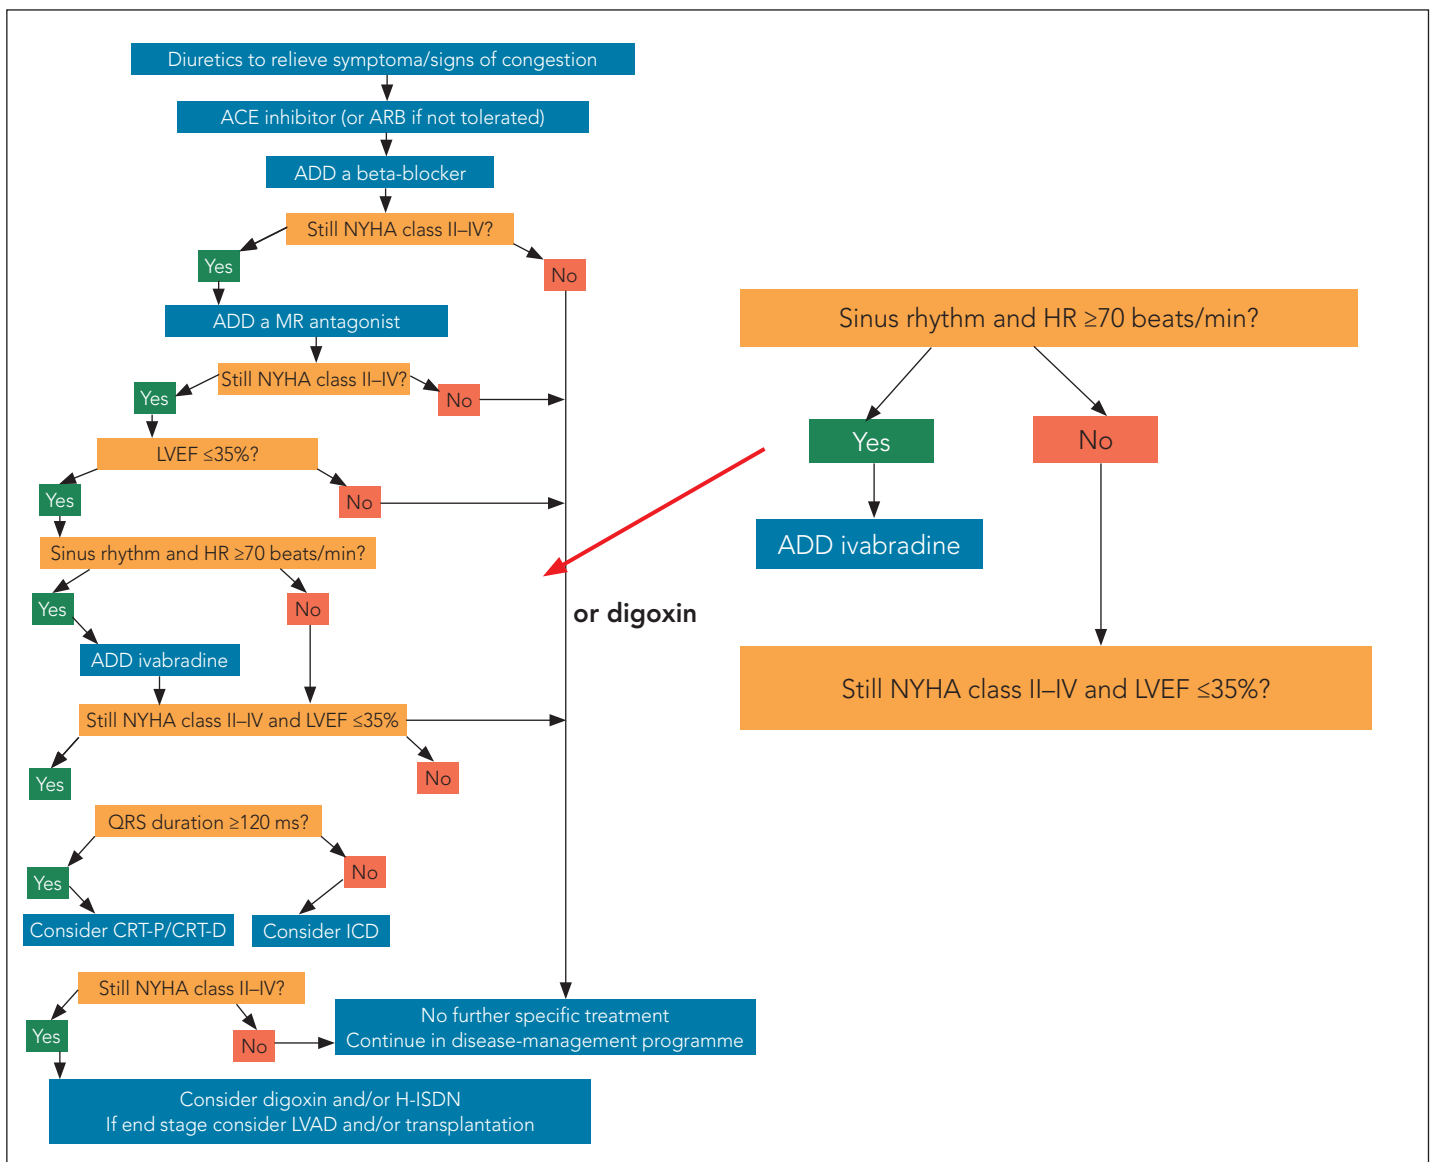 Diuretics to relieve symptoma/signs of congestion
ACE inhibitor (or ARB if not tolerated)
ADD a beta-blocker
Still NYHA class II–IV?
Yes
No
ADD a MR antagonist
Still NYHA class II–IV?
Yes
No
LVEF ≤35%?
Yes
No
Sinus rhythm and HR ≥70 beats/min?
Yes
No
ADD ivabradine
Still NYHA class II–IV and LVEF ≤35%
Yes
No
QRS duration ≥120 ms?
Yes
No
Consider CRT-P/CRT-D
Consider ICD
Still NYHA class II–IV?
Yes
No
No further specific treatment
Continue in disease-management programme
Consider digoxin and/or H-ISDN
If end stage consider LVAD and/or transplantation
or digoxin
Sinus rhythm and HR ≥70 beats/min?
Yes
No
ADD ivabradine
Still NYHA class II–IV and LVEF ≤35%?